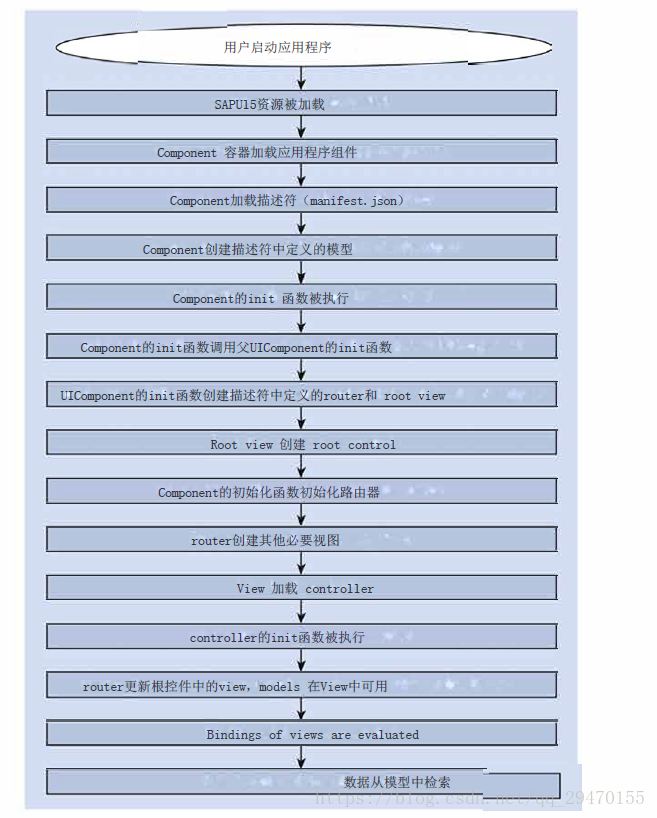 用户启动应用程序
SAPUI5资源被加载
Component 容器加载应用程序组件
Component加载描述符（manifest.json）
Component创建描述符中定义的模型
Component的init 函数被执行
Component的init函数调用父UIComponent的init函数
UIComponent的init函数创建描述符中定义的router和 root view
Root view 创建 root control
Component的初始化函数初始化路由器
router创建其他必要视图
View 加载 controller
controller的init函数被执行
router更新根控件中的view，models 在View中可用
Bindings of views are evaluated
数据从模型中检索
https://blog.csdn.net/qq_29470155